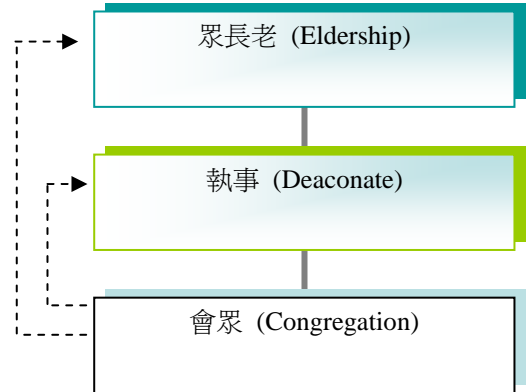 眾長老 (Eldership)
執事 (Deaconate)
會眾 (Congregation)